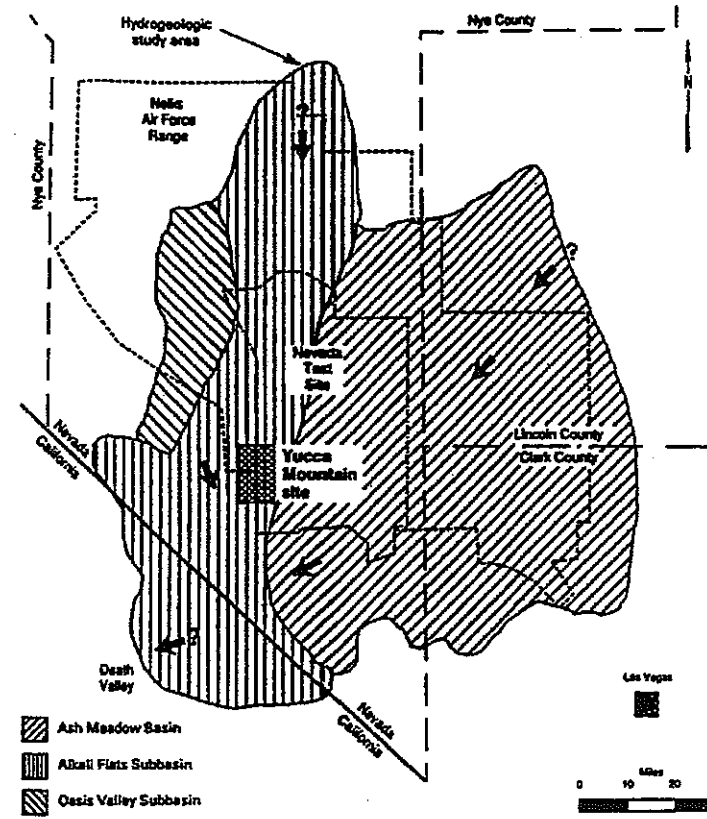 Nye County
Hydrogeologic
study area
N
Nellis
Air Force
Range
?
Nye County
?
Nevada
Test
Site
Nevada
California
Lincoln County
Clark County
Yucca
Mountain
site
?
Death
Valley
Nevada
California
Las Vegas
Ash Meadow Basin
Alkali Flats Subbasin
Oasis Valley Subbasin
Miles
0 10 20